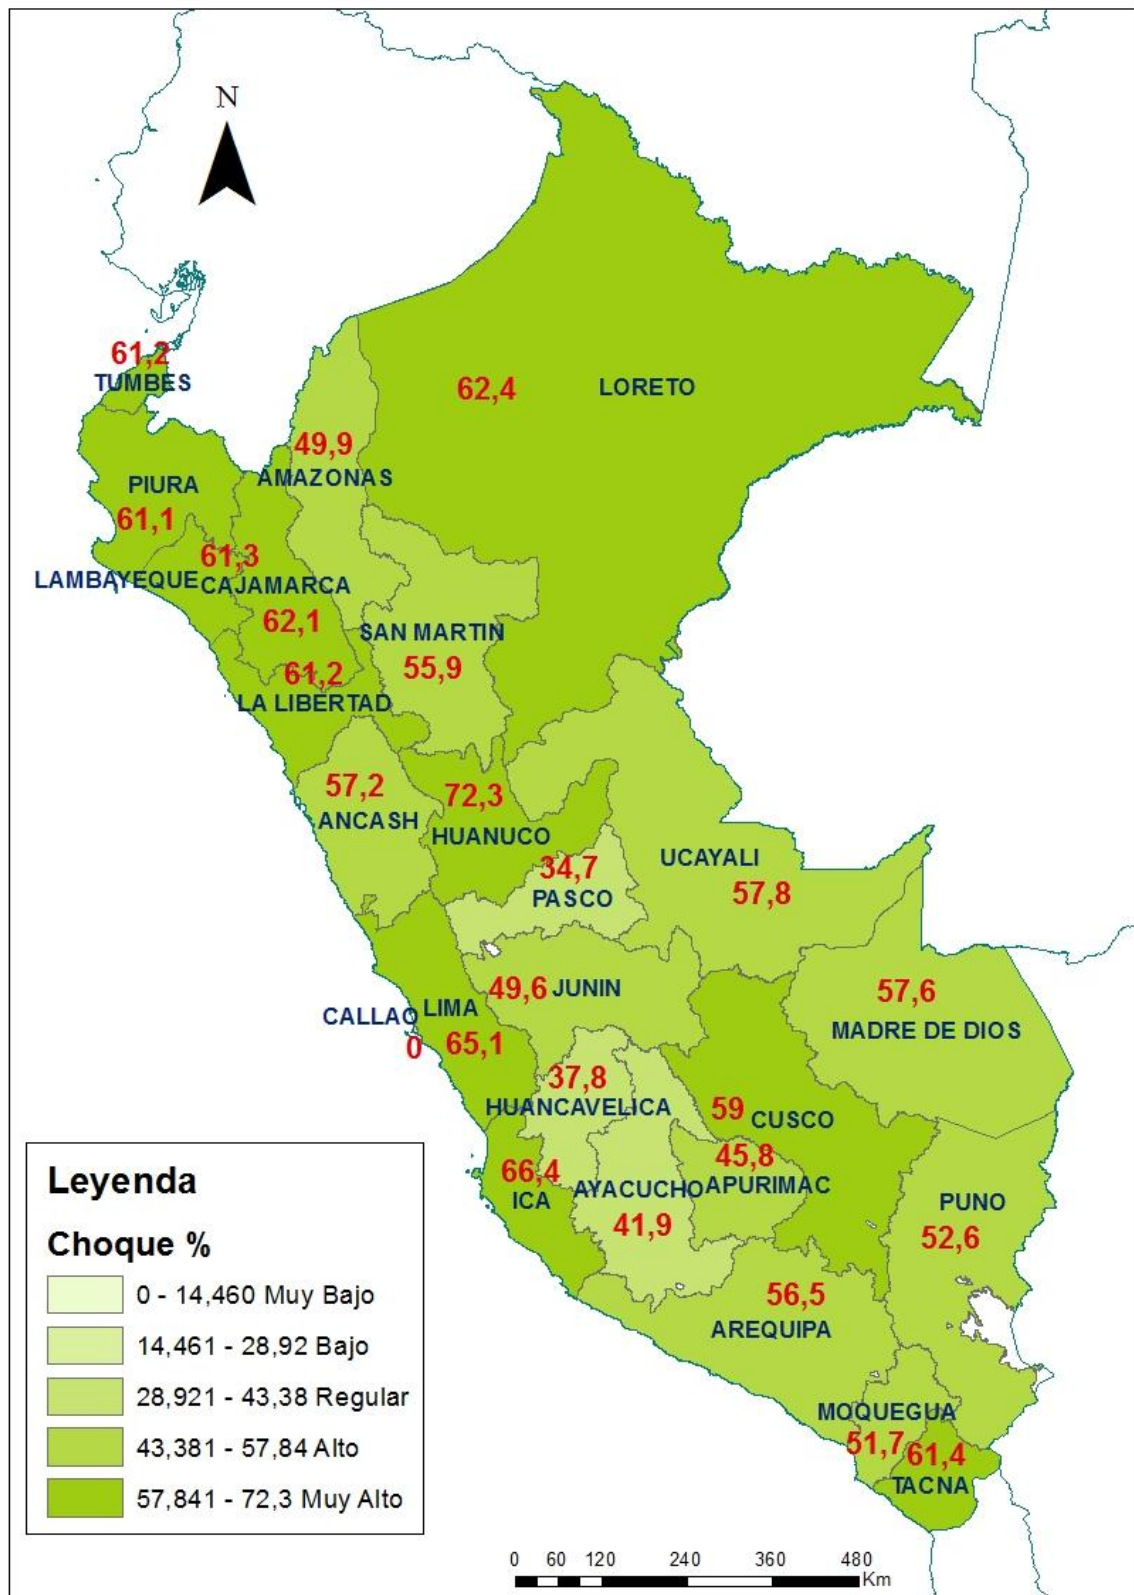 N
61,2
TUMBES
62,4 LORETO
49,9
AMAZONAS
PIURA
61,1
61,3
LAMBAYEQUE CAJAMARCA
62,1
SAN MARTIN
55,9
61,2
LA LIBERTAD
57,2
ANCASH
72,3
HUANUCO
34,7
PASCO
UCAYALI
57,8
49,6 JUNIN
57,6
MADRE DE DIOS
CALLAO LIMA
0 65,1
37,8
HUANCAVELICA
59 CUSCO
45,8
APURIMAC
66,4
ICA
AYACUCHO
41,9
PUNO
52,6
56,5
AREQUIPA
MOQUEGUA
51,7
61,4
TACNA
Leyenda
Choque %
0 - 14,460 Muy Bajo
14,461 - 28,92 Bajo
28,921 - 43,38 Regular
43,381 - 57,84 Alto
57,841 - 72,3 Muy Alto
0 60 120 240 360 480
Km